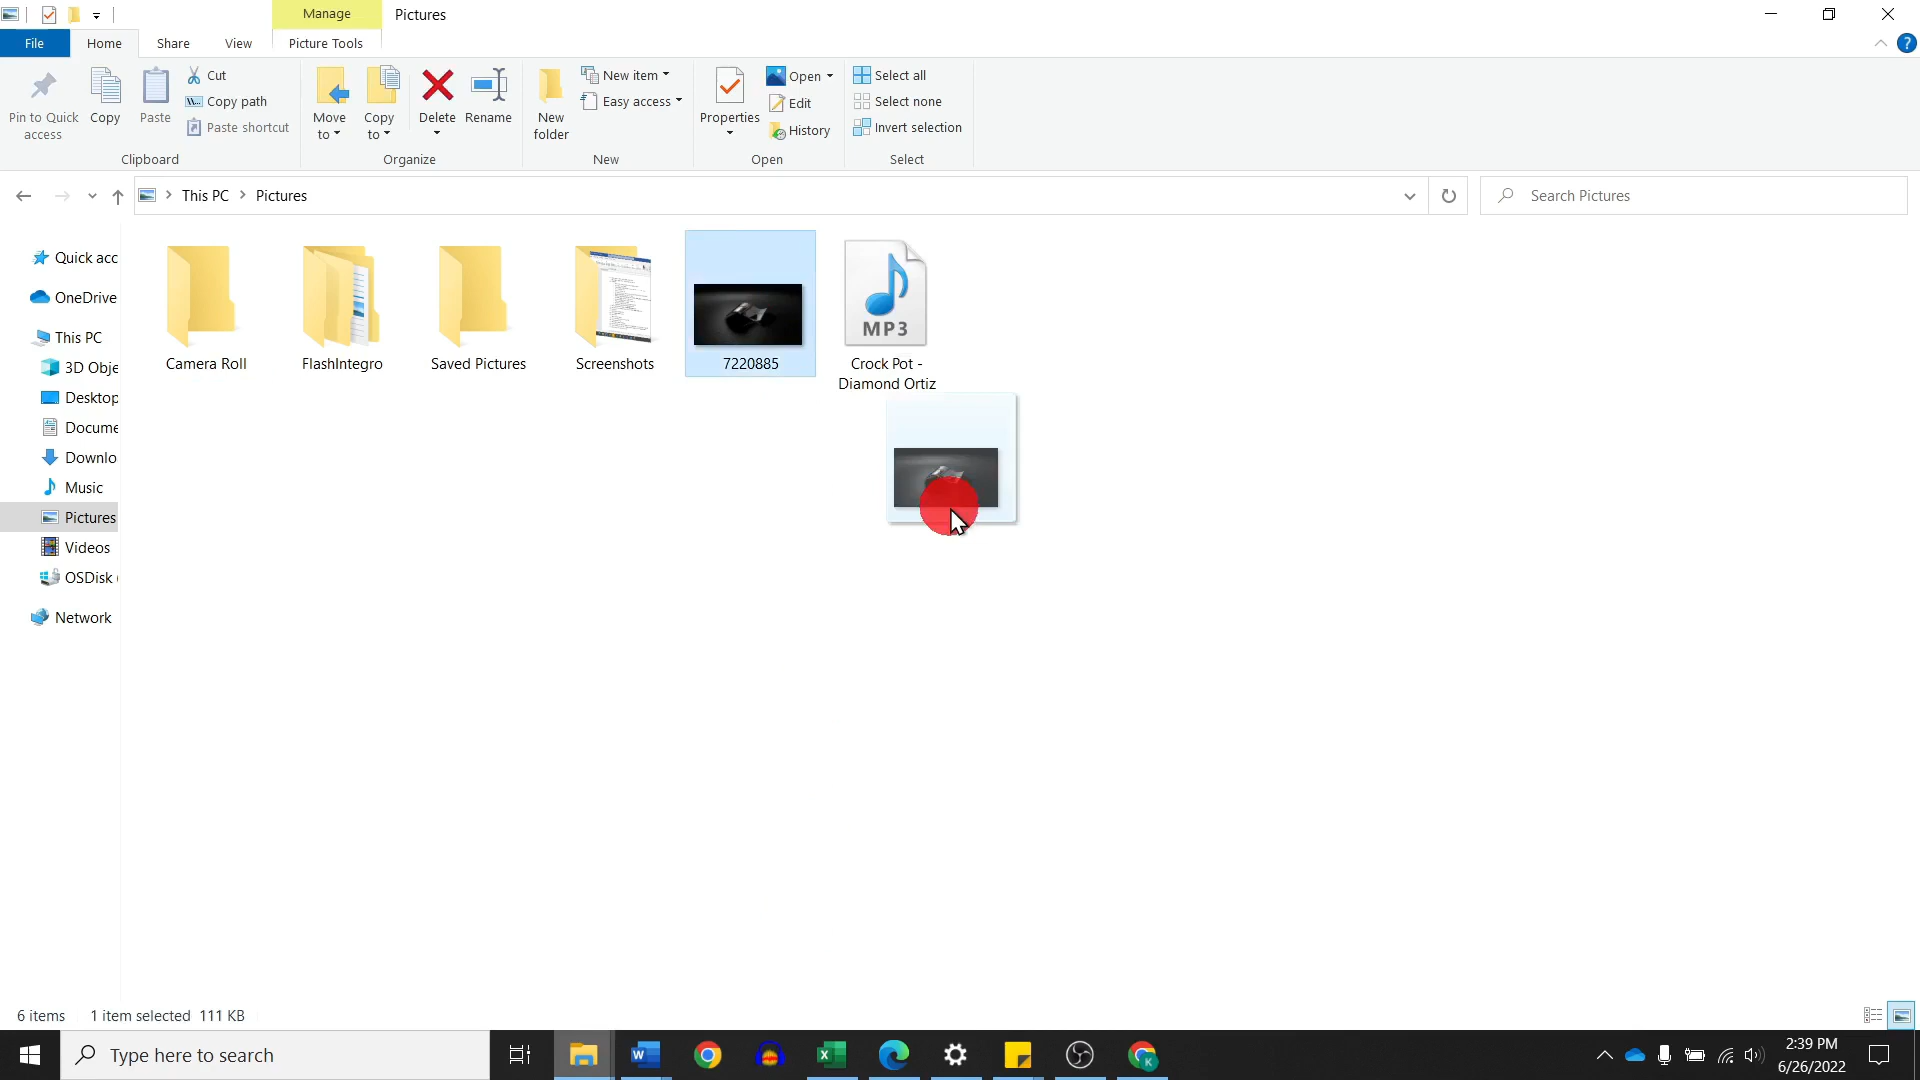 Manage
Pictures
File
Home
Share
View
Picture Tools
Pin to Quick
access
Copy
Paste
Cut
Copy path
Paste shortcut
Clipboard
Move
to
Copy
to
Delete
Rename
Organize
New
folder
New item
Easy access
New
Properties
Open
Edit
History
Open
Select all
Select none
Invert selection
Select
This PC
Pictures
Search Pictures
Quick acc
OneDrive
This PC
3D Obje
Desktop
Docume
Downlo
Music
Pictures
Videos
OSDisk (
Network
Camera Roll
FlashIntegro
Saved Pictures
Screenshots
7220885
MP3
Crock Pot -
Diamond Ortiz
6 items
1 item selected 111 KB
Type here to search
2:39 PM
6/26/2022